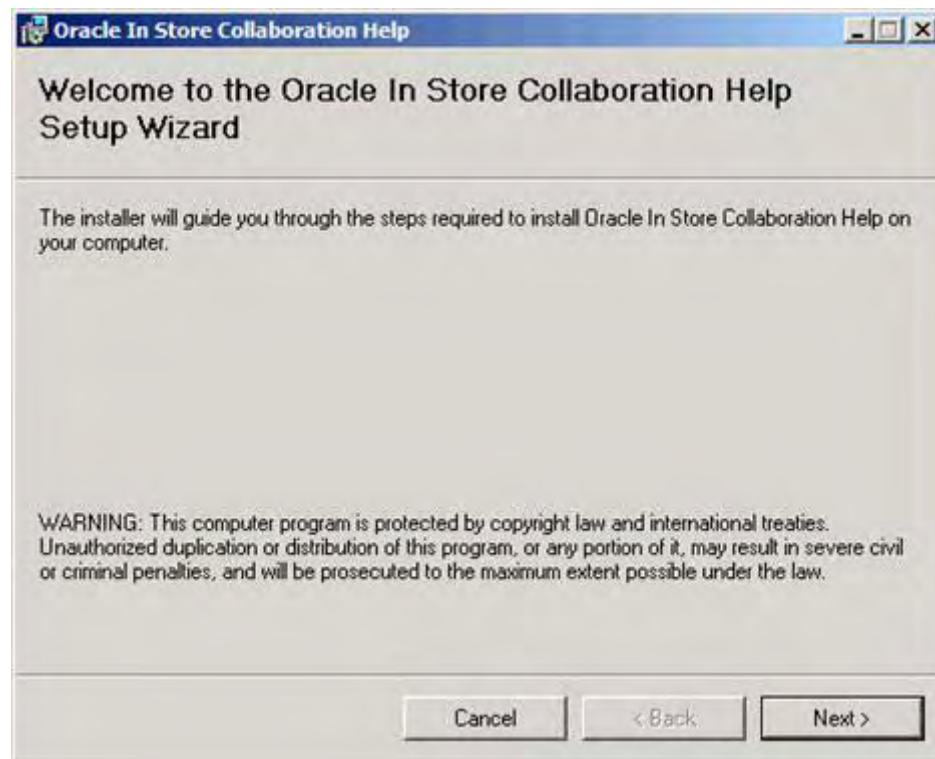 Oracle In Store Collaboration Help
Welcome to the Oracle In Store Collaboration Help
Setup Wizard
The installer will guide you through the steps required to install Oracle In Store Collaboration Help on
your computer.
WARNING: This computer program is protected by copyright law and international treaties.
Unauthorized duplication or distribution of this program, or any portion of it, may result in severe civil
or criminal penalties, and will be prosecuted to the maximum extent possible under the law.
Cancel < Back Next >